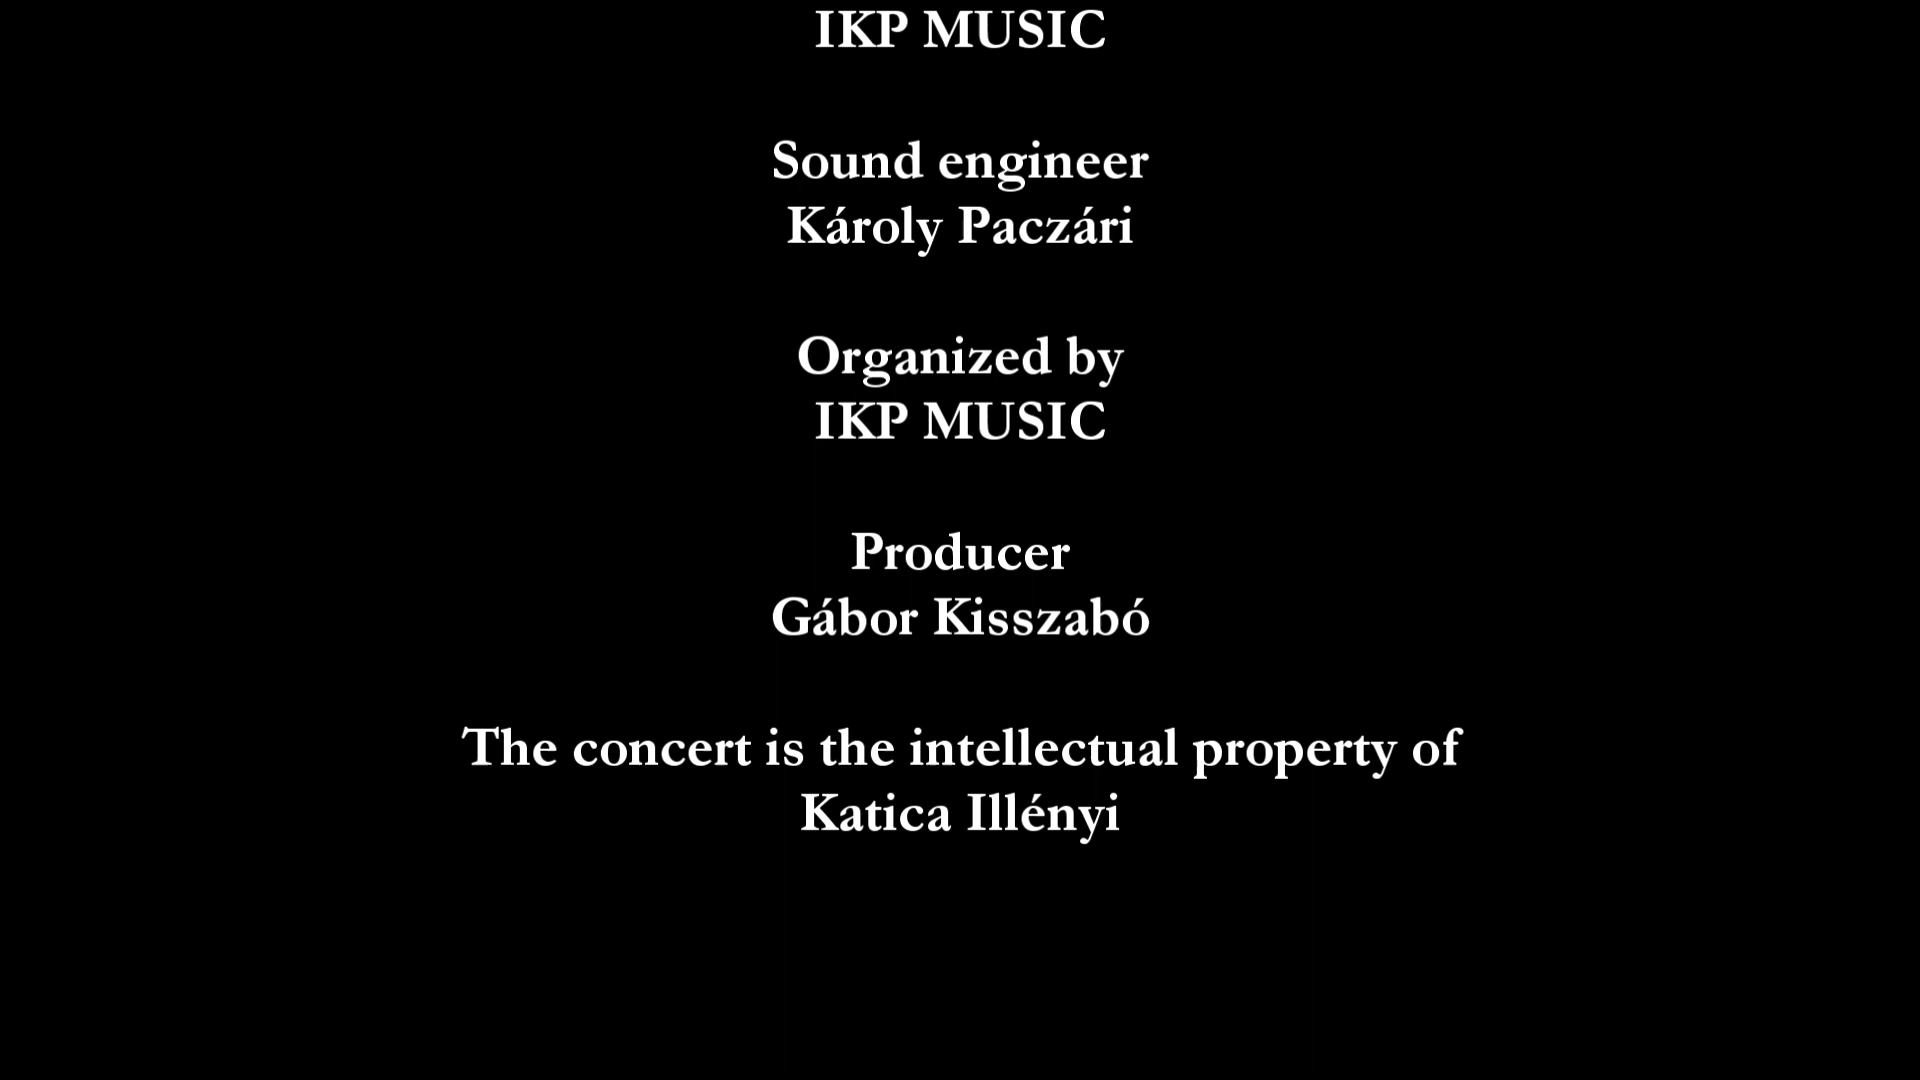 IKP MUSIC
Sound engineer
Károly Paczári
Organized by
IKP MUSIC
Producer
Gábor Kisszabó
The concert is the intellectual property of
Katica Illényi